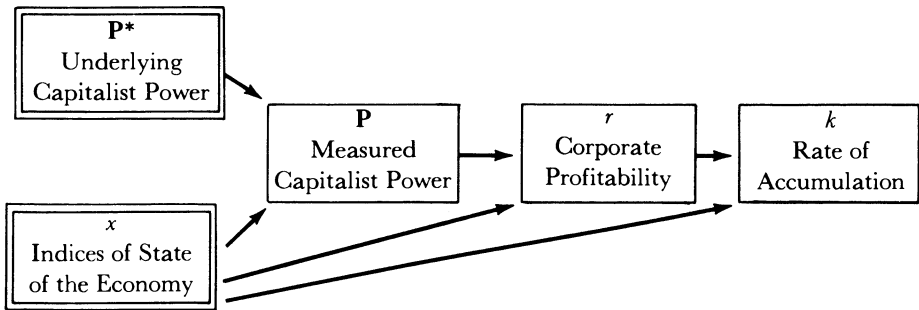 P*
Underlying
Capitalist Power
P
Measured
Capitalist Power
r
Corporate
Profitability
k
Rate of
Accumulation
x
Indices of State
of the Economy